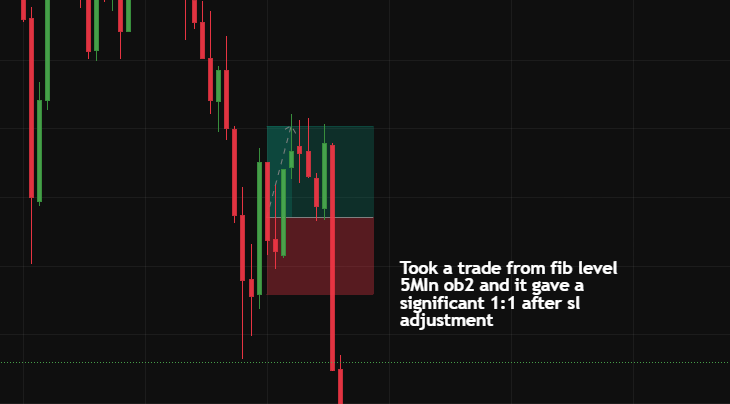 Took a trade from fib level
5MIn ob2 and it gave a
significant 1:1 after sl
adjustment